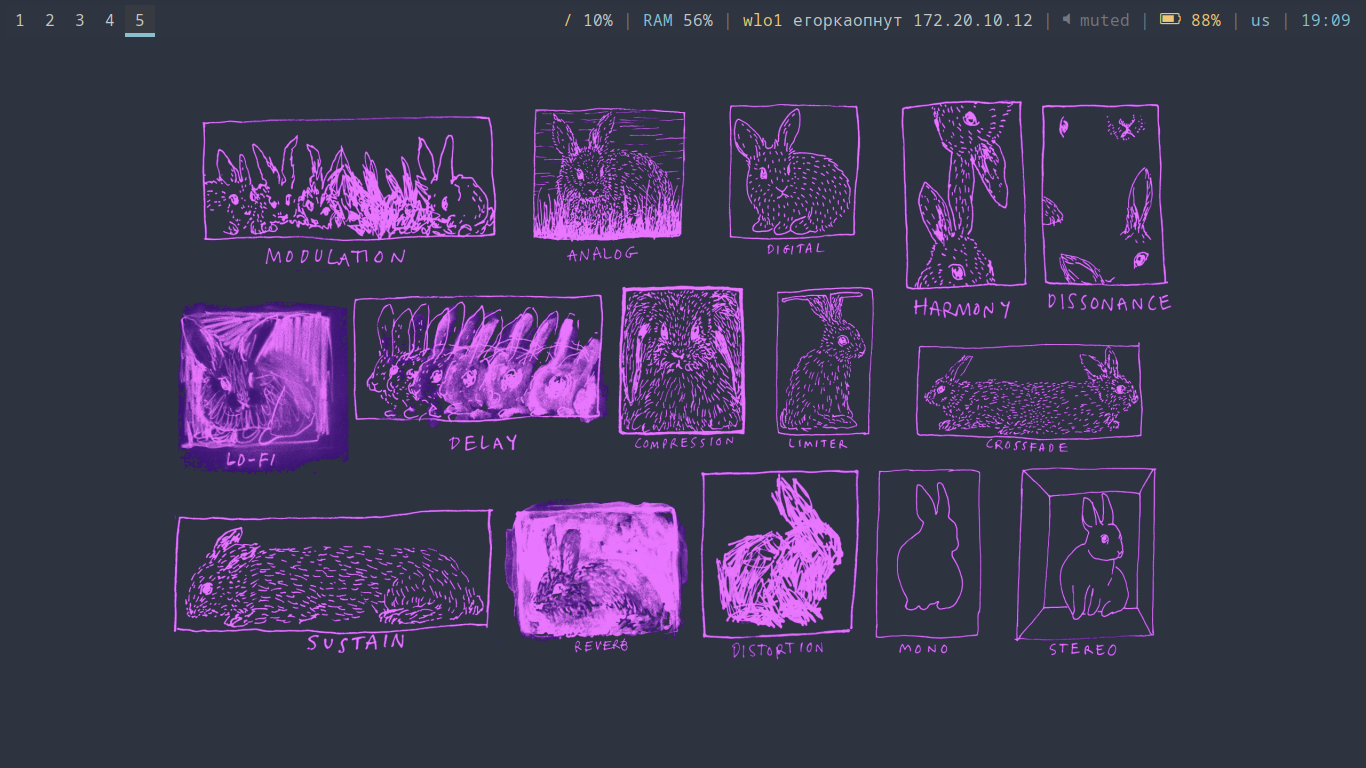 1 2 3 4 5 / 10% | RAM 56% | wlo1 егоркаопнут 172.20.10.12 | muted | 88% | us | 19:09
MODULATION
ANALOG
DIGITAL
HARMONY
DISSONANCE
LO-FI
DELAY
COMPRESSION
LIMITER
CROSSFADE
SUSTAIN
REVERB
DISTORTION
MONO
STEREO